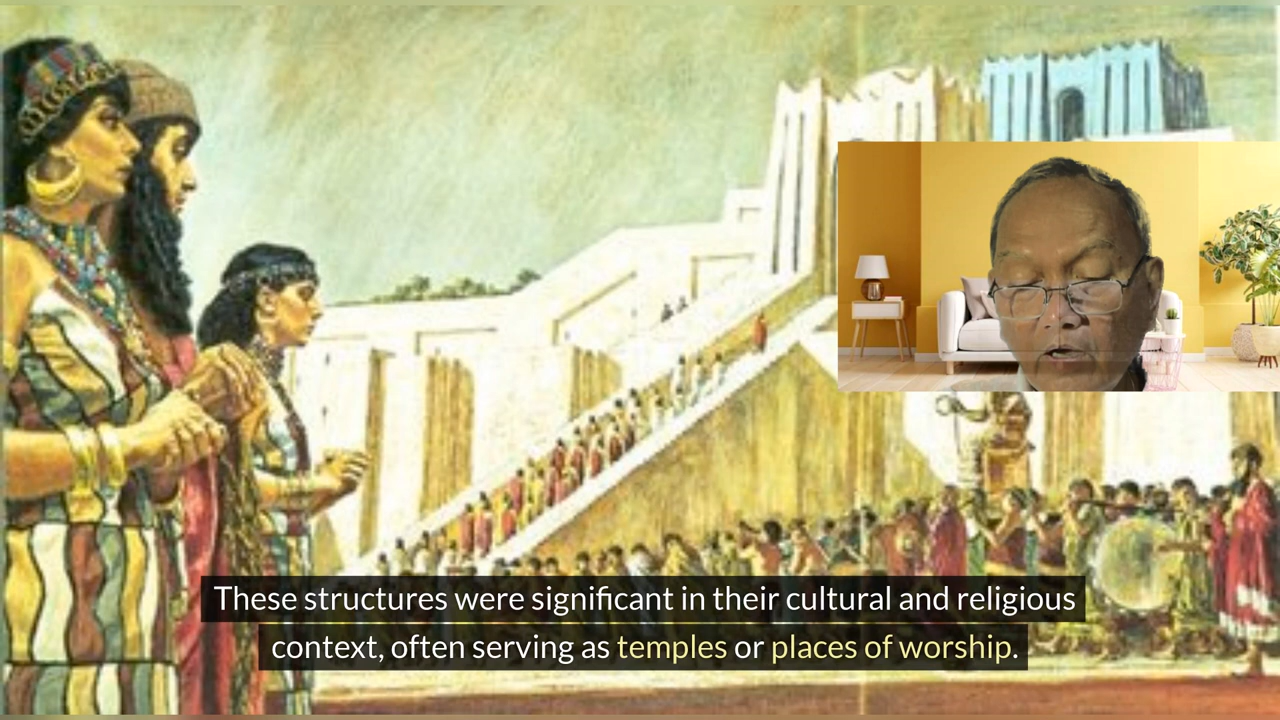 These structures were significant in their cultural and religious
context, often serving as temples or places of worship.